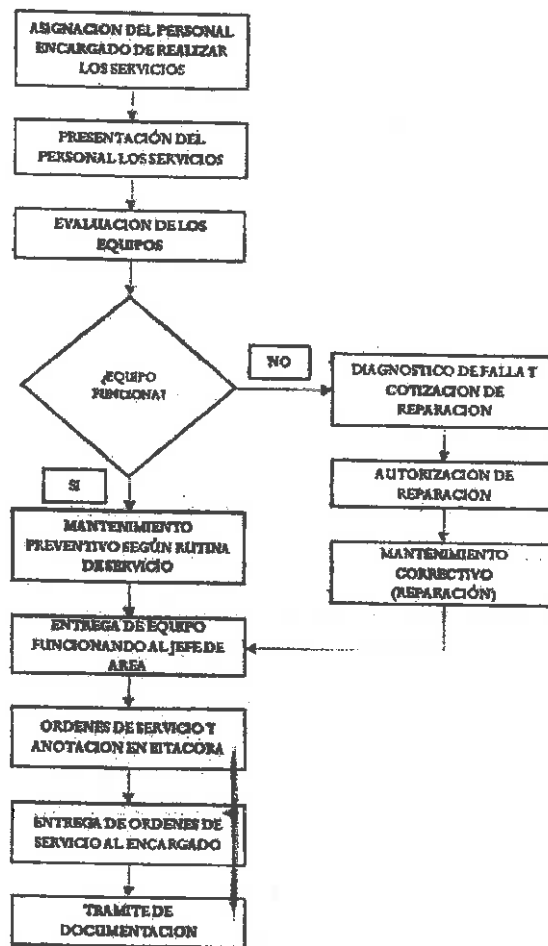 ASIGNACION DEL PERSONAL
ENCARGADO DE REALIZAR
LOS SERVICIOS
PRESENTACIÓN DEL
PERSONAL LOS SERVICIOS
EVALUACION DE LOS
EQUIPOS
¿EQUIPO
FUNCIONA?
NO
DIAGNOSTICO DE FALLA Y
COTIZACION DE
REPARACION
AUTORIZACION DE
REPARACION
MANTENIMIENTO
CORRECTIVO
(REPARACIÓN)
SI
MANTENIMIENTO
PREVENTIVO SEGÚN RUTINA
DE SERVICIO
ENTREGA DE EQUIPO
FUNCIONANDO AL JEFE DE
AREA
ORDENES DE SERVICIO Y
ANOTACION EN BITACORA
ENTREGA DE ORDENES DE
SERVICIO AL ENCARGADO
TRAMITE DE
DOCUMENTACION